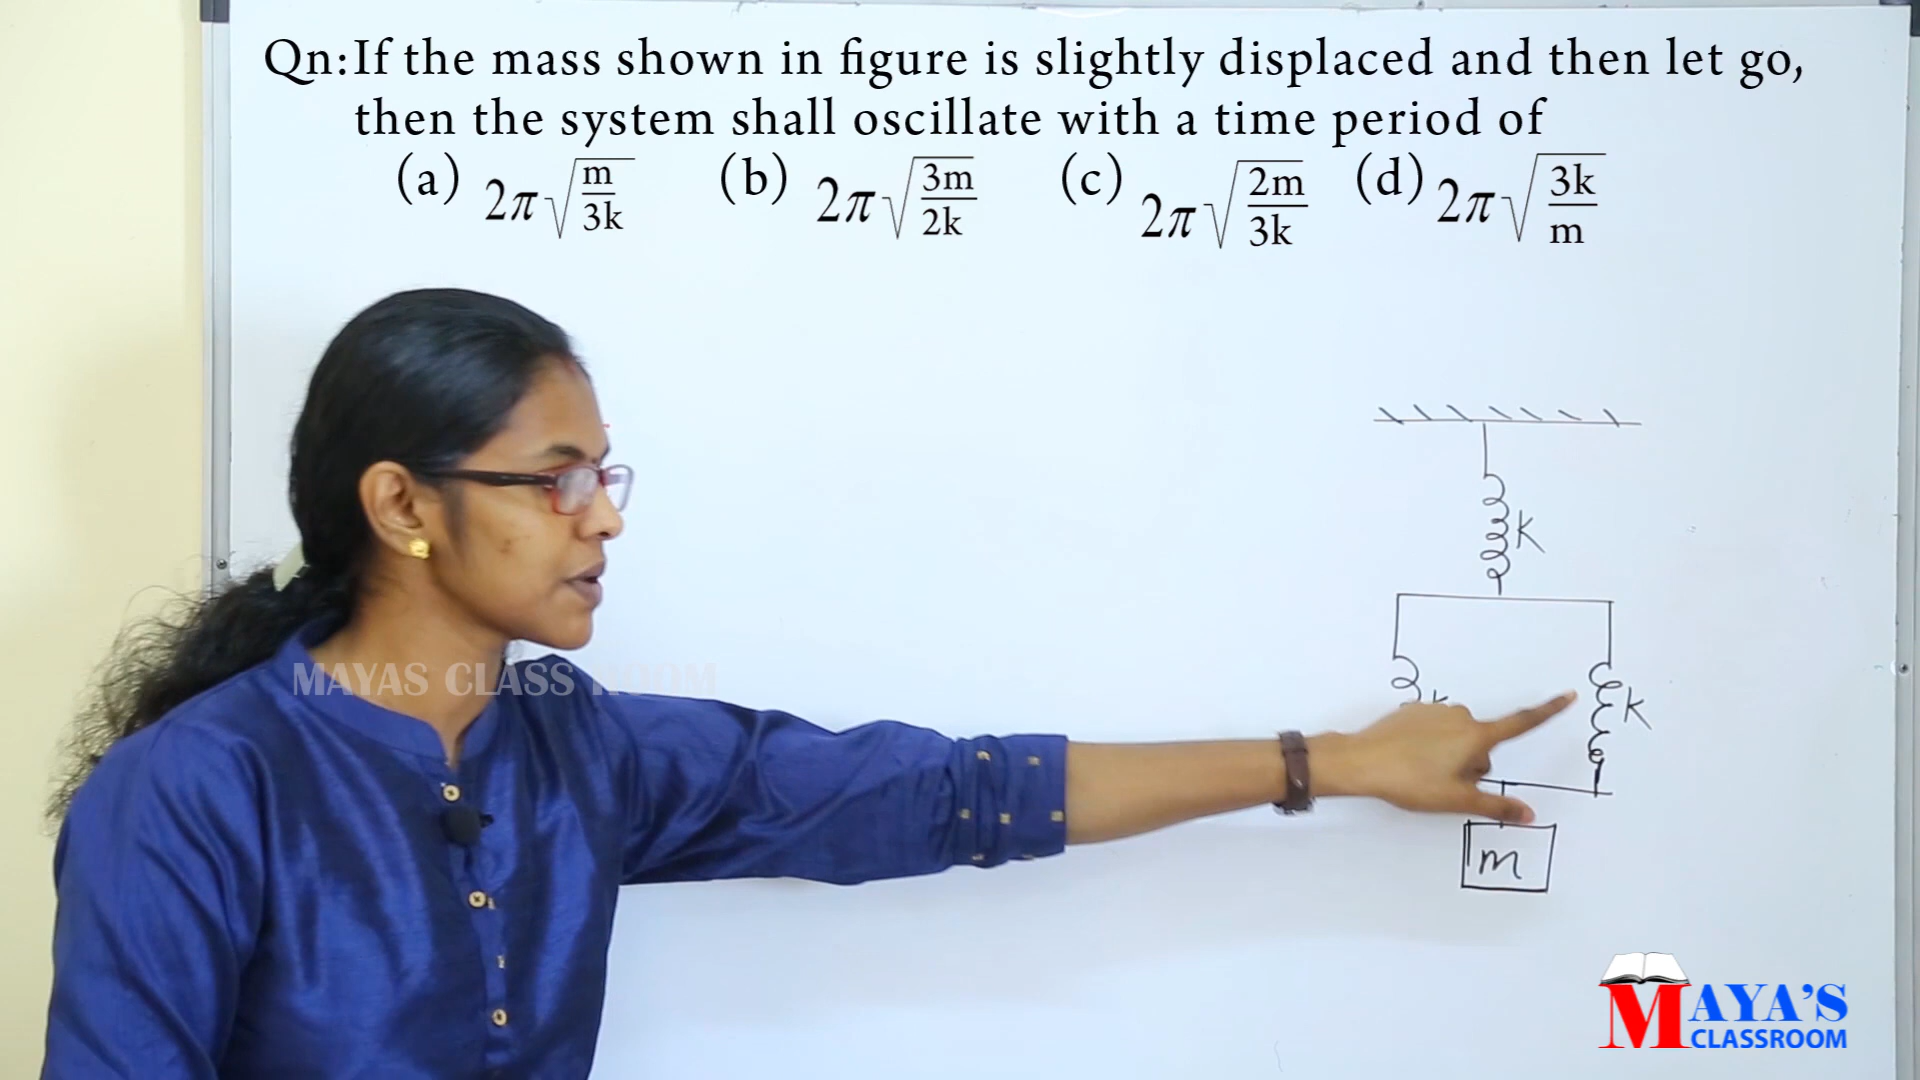 Qn:If the mass shown in figure is slightly displaced and then let go,
then the system shall oscillate with a time period of
(a) 2π√(m/3k) (b) 2π√(3m/2k) (c) 2π√(2m/3k) (d) 2π√(3k/m)
K
K
K
MAYAS CLASS ROOM
m
MAYA'S
CLASSROOM